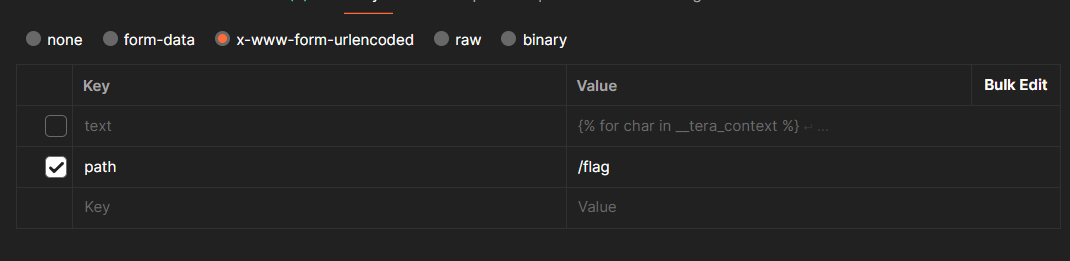 none form-data x-www-form-urlencoded raw binary
Key Value Bulk Edit
text {% for char in __tera_context %} ↵ ...
path /flag
Key Value